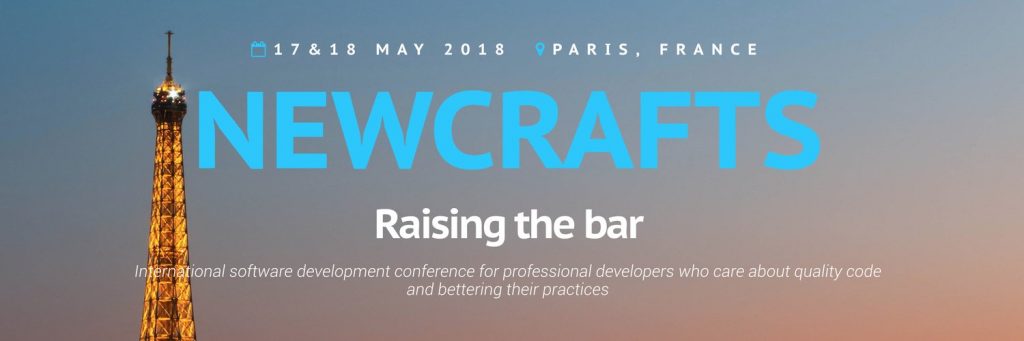 17&18 MAY 2018 PARIS, FRANCE
NEWCRAFTS
Raising the bar
International software development conference for professional developers who care about quality code
and bettering their practices